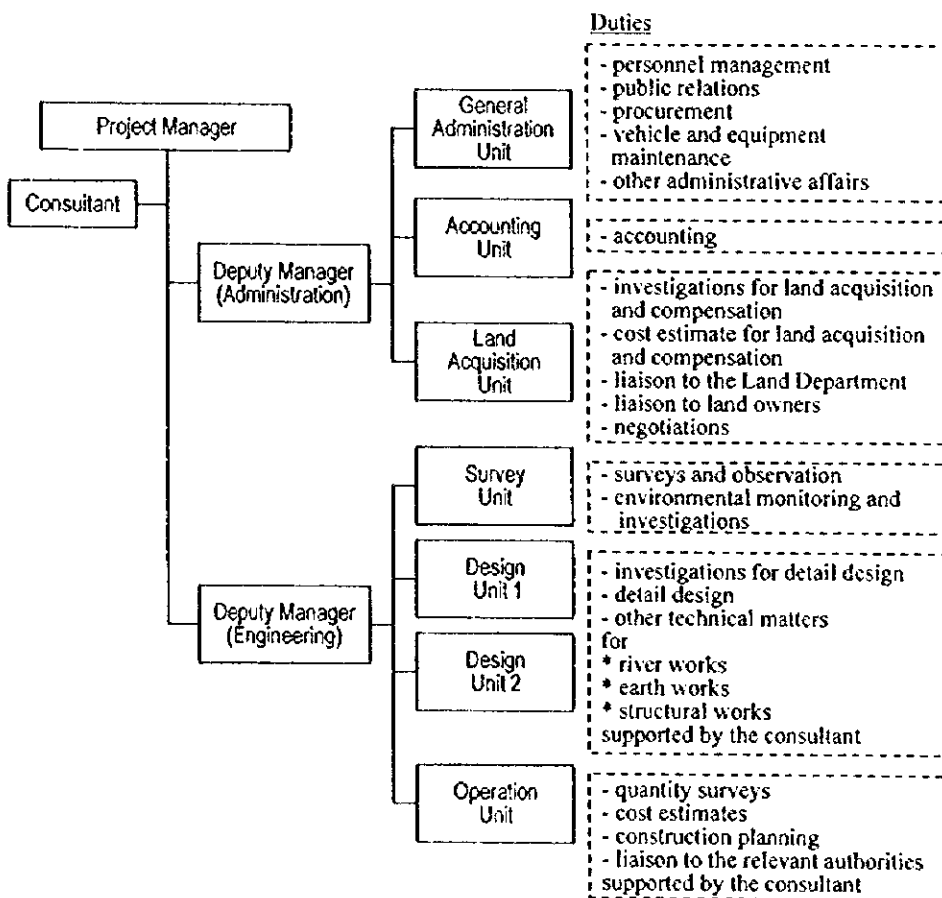 Duties
Project Manager
Consultant
Deputy Manager
(Administration)
General
Administration
Unit
- personnel management
- public relations
- procurement
- vehicle and equipment
maintenance
- other administrative affairs
Accounting
Unit
- accounting
Land
Acquisition
Unit
- investigations for land acquisition
and compensation
- cost estimate for land acquisition
and compensation
- liaison to the Land Department
- liaison to land owners
- negotiations
Deputy Manager
(Engineering)
Survey
Unit
- surveys and observation
- environmental monitoring and
investigations
Design
Unit 1
Design
Unit 2
- investigations for detail design
- detail design
- other technical matters
for
* river works
* earth works
* structural works
supported by the consultant
Operation
Unit
- quantity surveys
- cost estimates
- construction planning
- liaison to the relevant authorities
supported by the consultant